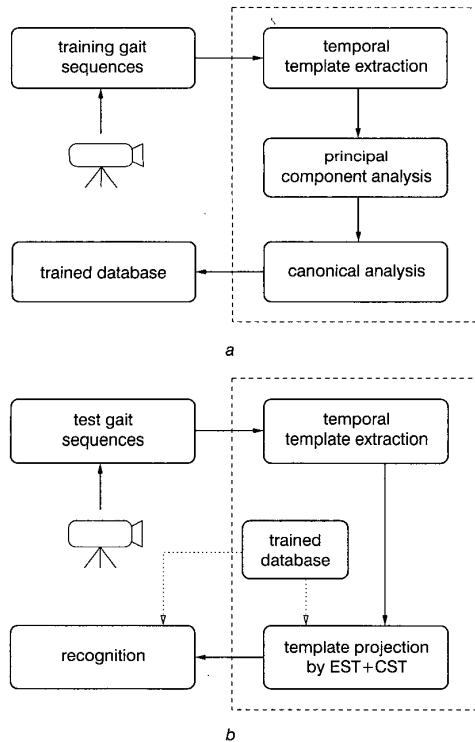 training gait
sequences
temporal
template extraction
principal
component analysis
trained database
canonical analysis
a
test gait
sequences
temporal
template extraction
trained
database
recognition
template projection
by EST+CST
b